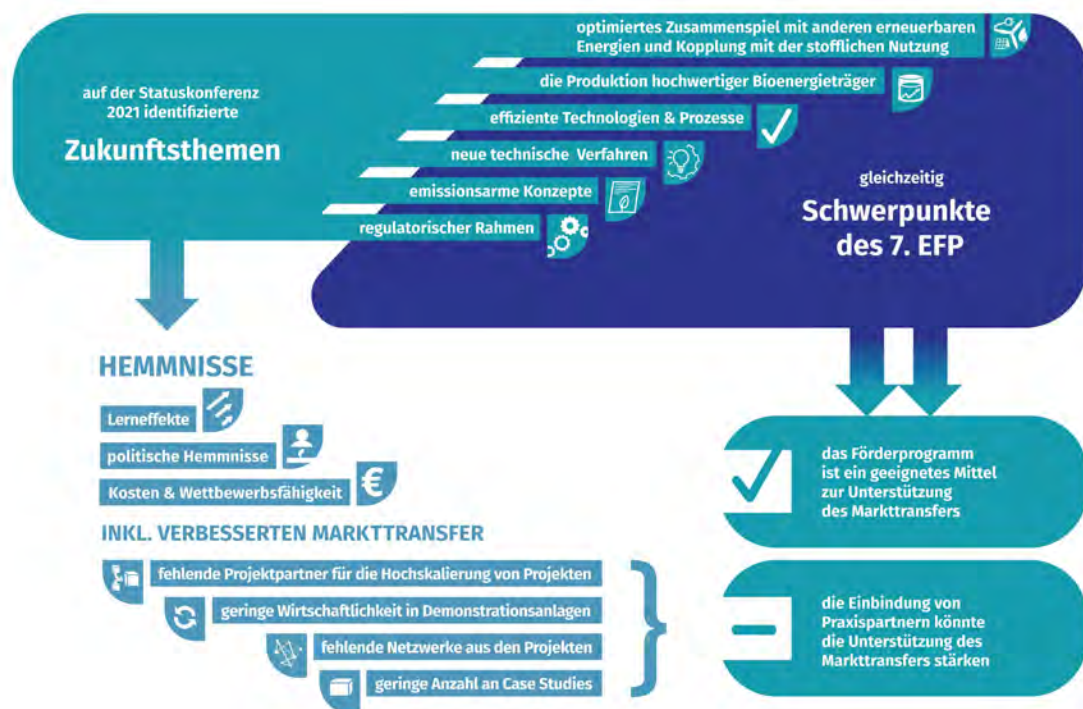 auf der Statuskonferenz
2021 identifizierte
Zukunftsthemen
optimiertes Zusammenspiel mit anderen erneuerbaren
Energien und Kopplung mit der stofflichen Nutzung
die Produktion hochwertiger Bioenergieträger
effiziente Technologien & Prozesse
neue technische Verfahren
emissionsarme Konzepte
regulatorischer Rahmen
gleichzeitig
Schwerpunkte
des 7. EFP
HEMMNISSE
Lerneffekte
politische Hemmnisse
Kosten & Wettbewerbsfähigkeit
€
INKL. VERBESSERTEN MARKTTRANSFER
fehlende Projektpartner für die Hochskalierung von Projekten
geringe Wirtschaftlichkeit in Demonstrationsanlagen
fehlende Netzwerke aus den Projekten
geringe Anzahl an Case Studies
das Förderprogramm
ist ein geeignetes Mittel
zur Unterstützung
des Markttransfers
die Einbindung von
Praxispartnern könnte
die Unterstützung des
Markttransfers stärken